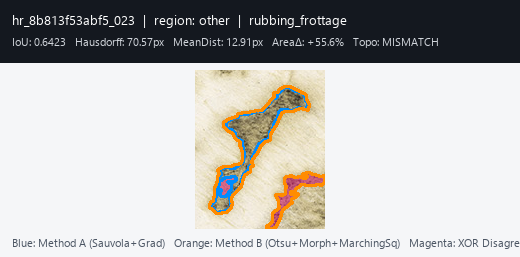 hr_8b813f53abf5_023 | region: other | rubbing_frottage
IoU: 0.6423 Hausdorff: 70.57px MeanDist: 12.91px AreaΔ: +55.6% Topo: MISMATCH
Blue: Method A (Sauvola+Grad) Orange: Method B (Otsu+Morph+MarchingSq) Magenta: XOR Disagre